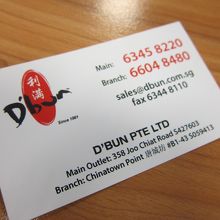 利
满
D'bun
Since 1987
Main: 6345 8220
Branch: 6604 8480
sales@dbun.com.sg
fax 6344 8110
D'BUN PTE LTD
Main Outlet: 358 Joo Chiat Road S427603
Branch: Chinatown Point 唐城坊 #B1-43 S059413